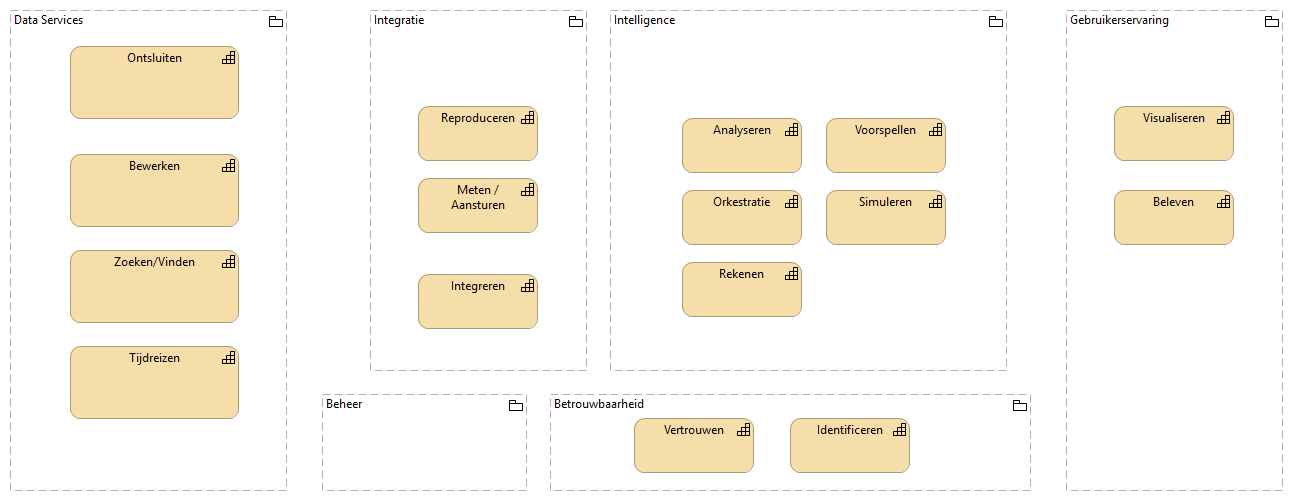 Data Services
Ontsluiten
Bewerken
Zoeken/Vinden
Tijdreizen
Integratie
Reproduceren
Meten /
Aansturen
Integreren
Intelligence
Analyseren
Voorspellen
Orkestratie
Simuleren
Rekenen
Gebruikerservaring
Visualiseren
Beleven
Beheer
Betrouwbaarheid
Vertrouwen
Identificeren